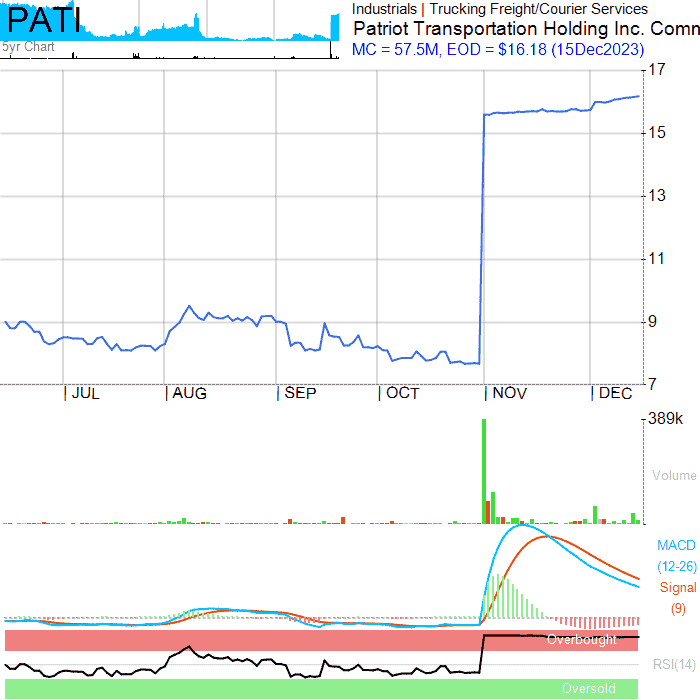 PATI
5yr Chart
Industrials | Trucking Freight/Courier Services
Patriot Transportation Holding Inc. Comn
MC = 57.5M, EOD = $16.18 (15Dec2023)
17
15
13
11
9
7
| JUL | AUG | SEP | OCT | NOV | DEC
389k
Volume
MACD
(12-26)
Signal
(9)
Overbought
RSI(14)
Oversold